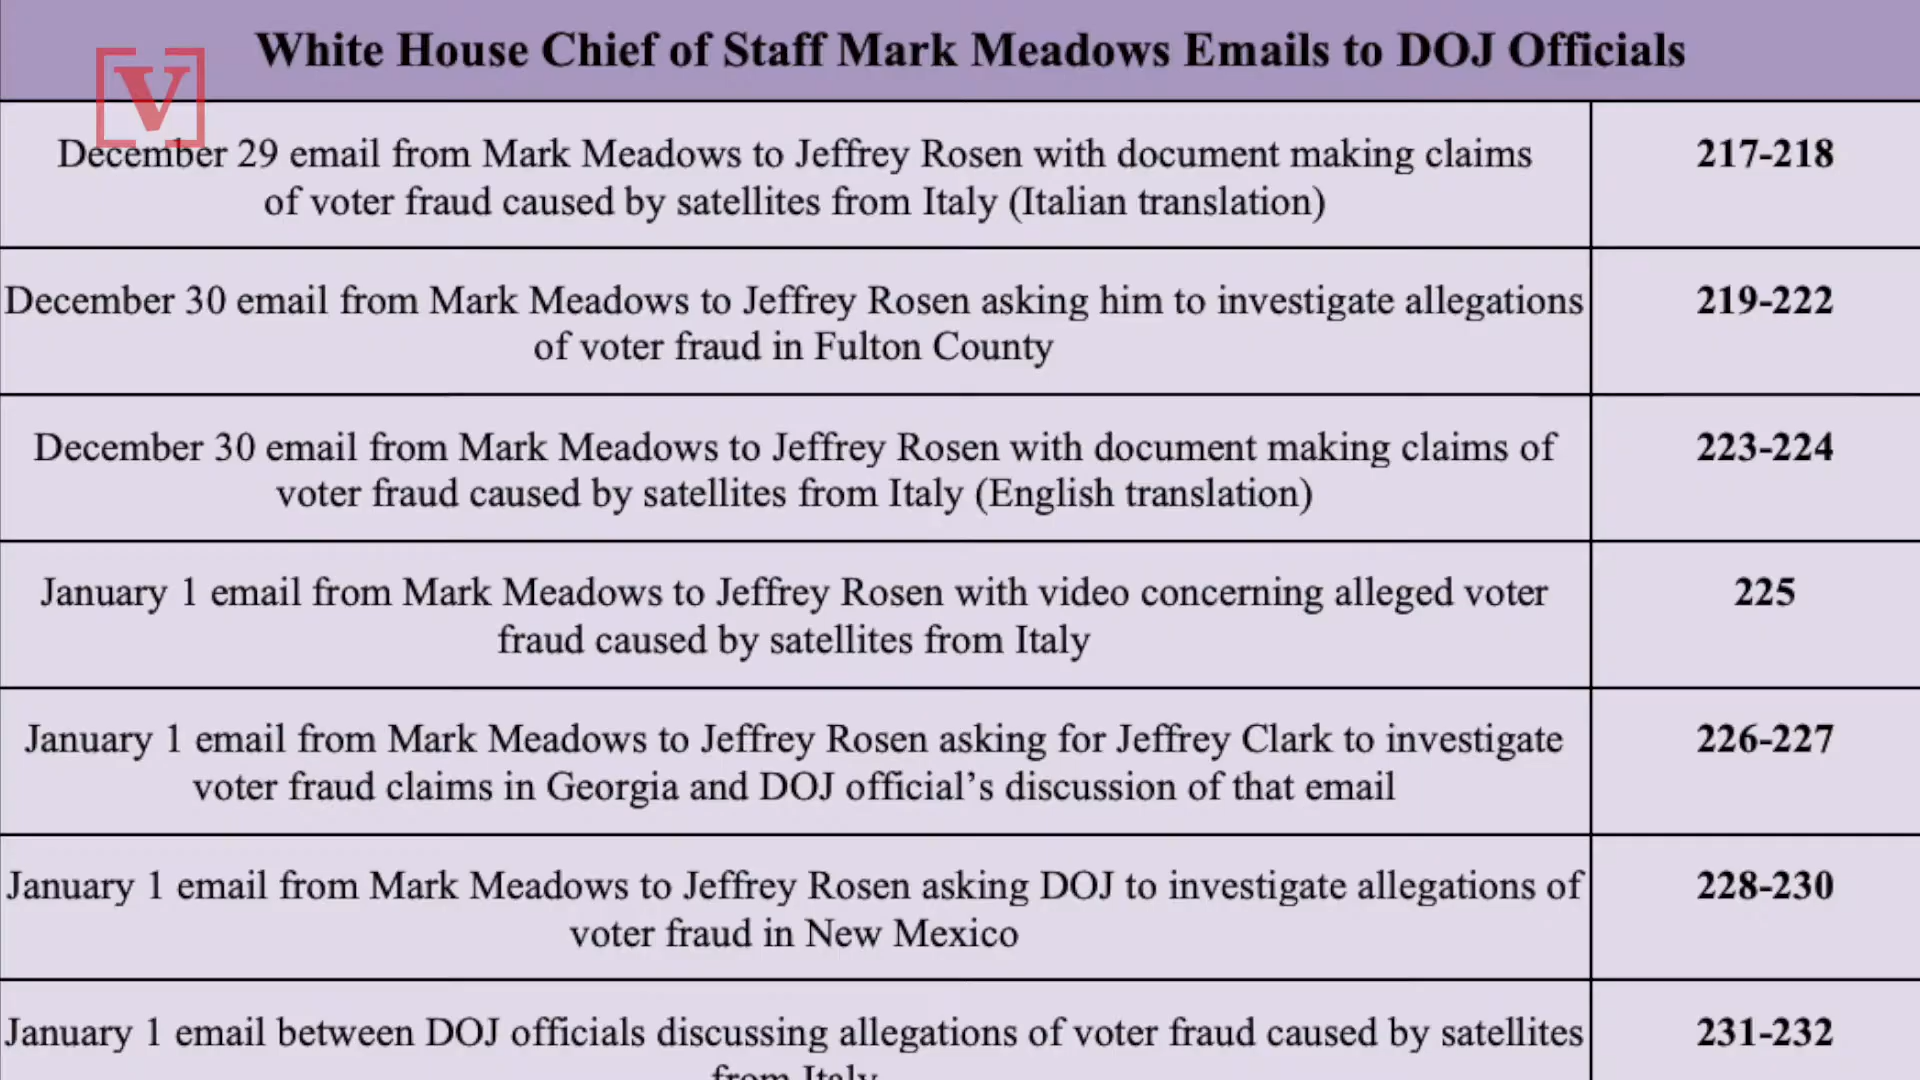 White House Chief of Staff Mark Meadows Emails to DOJ Officials
V
December 29 email from Mark Meadows to Jeffrey Rosen with document making claims
of voter fraud caused by satellites from Italy (Italian translation)
217-218
December 30 email from Mark Meadows to Jeffrey Rosen asking him to investigate allegations
of voter fraud in Fulton County
219-222
December 30 email from Mark Meadows to Jeffrey Rosen with document making claims of
voter fraud caused by satellites from Italy (English translation)
223-224
January 1 email from Mark Meadows to Jeffrey Rosen with video concerning alleged voter
fraud caused by satellites from Italy
225
January 1 email from Mark Meadows to Jeffrey Rosen asking for Jeffrey Clark to investigate
voter fraud claims in Georgia and DOJ official’s discussion of that email
226-227
January 1 email from Mark Meadows to Jeffrey Rosen asking DOJ to investigate allegations of
voter fraud in New Mexico
228-230
January 1 email between DOJ officials discussing allegations of voter fraud caused by satellites
from Italy
231-232